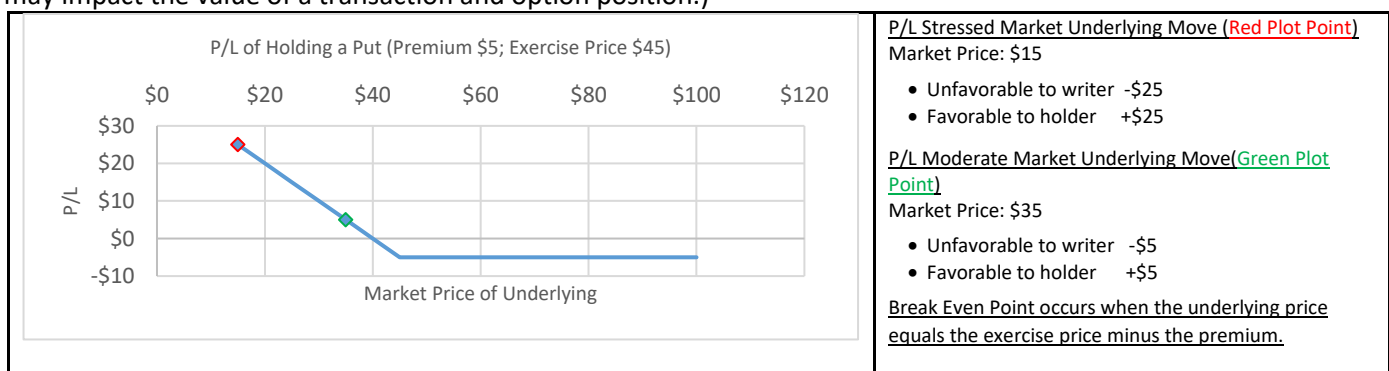 may impact the value of a transaction and option position.)
P/L of Holding a Put (Premium $5; Exercise Price $45)
$0 $20 $40 $60 $80 $100 $120
$30
$20
$10
$0
-$10
P/L
Market Price of Underlying
P/L Stressed Market Underlying Move (Red Plot Point)
Market Price: $15
• Unfavorable to writer -$25
• Favorable to holder +$25
P/L Moderate Market Underlying Move(Green Plot
Point)
Market Price: $35
• Unfavorable to writer -$5
• Favorable to holder +$5
Break Even Point occurs when the underlying price
equals the exercise price minus the premium.